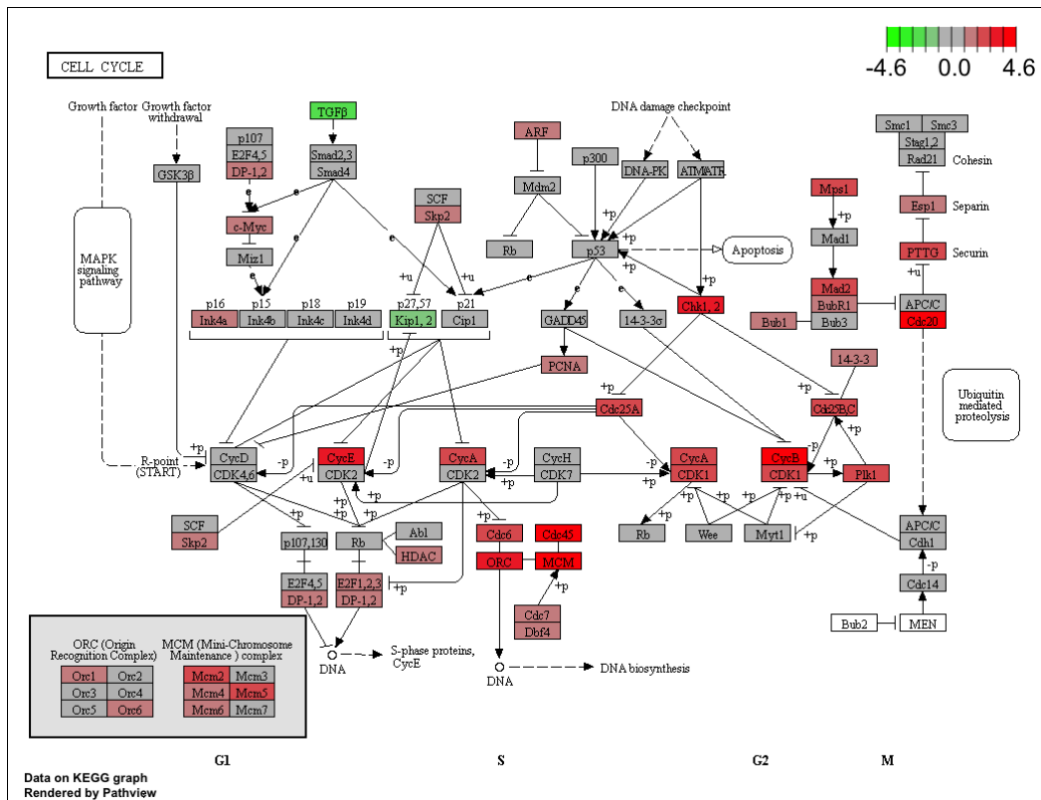 CELL CYCLE
-4.6 0.0 4.6
Growth factor
Growth factor
withdrawal
TGFβ
DNA damage checkpoint
GSK3β
p107
E2F4,5
DP-1,2
Smad2,3
Smad4
ARF
p300
DNA-PK
ATM/ATR
Smc1
Smc3
Stag1,2
Rad21
Cohesin
Mdm2
SCF
Skp2
e
e
c-Myc
Miz1
e
e
Rb
p53
+p
+p
Apoptosis
Mps1
+p
Mad1
Esp1
Separin
PTTG
Securin
+u
MAPK
signaling
pathway
+u
+u
e
+p
+p
e
e
Mad2
BubR1
Bub3
Bub1
APC/C
Cdc20
p16
Ink4a
p15
Ink4b
p18
Ink4c
p19
Ink4d
p27,57
Kip1, 2
p21
Cip1
GADD45
14-3-3σ
Chk1, 2
+p
PCNA
14-3-3
+p
+p
Cdc25A
Cdc25B,C
+p
Ubiquitin
mediated
proteolysis
R-point
(START)
+p
CycD
CDK4,6
-p
CycE
CDK2
-p
CycA
CDK2
-p
+p
CycH
CDK7
-p
+p
CycA
CDK1
CycB
CDK1
-p
+p
Plk1
+u
+p
+p
+p
+p
+p
+p
+p
+p
+p
+p
+u
SCF
Skp2
p107,130
Rb
Abl
HDAC
Cdc6
Cdc45
ORC
MCM
+p
Rb
Wee
Myt1
+p
APC/C
Cdh1
-p
Cdc14
E2F4,5
DP-1,2
E2F1,2,3
DP-1,2
+p
Cdc7
Dbf4
Bub2
MEN
DNA
S-phase proteins,
CycE
DNA
DNA biosynthesis
ORC (Origin
Recognition Complex)
MCM (Mini-Chromosome
Maintenance ) complex
Orc1 Orc2
Orc3 Orc4
Orc5 Orc6
Mcm2 Mcm3
Mcm4 Mcm5
Mcm6 Mcm7
G1 S G2 M
Data on KEGG graph
Rendered by Pathview